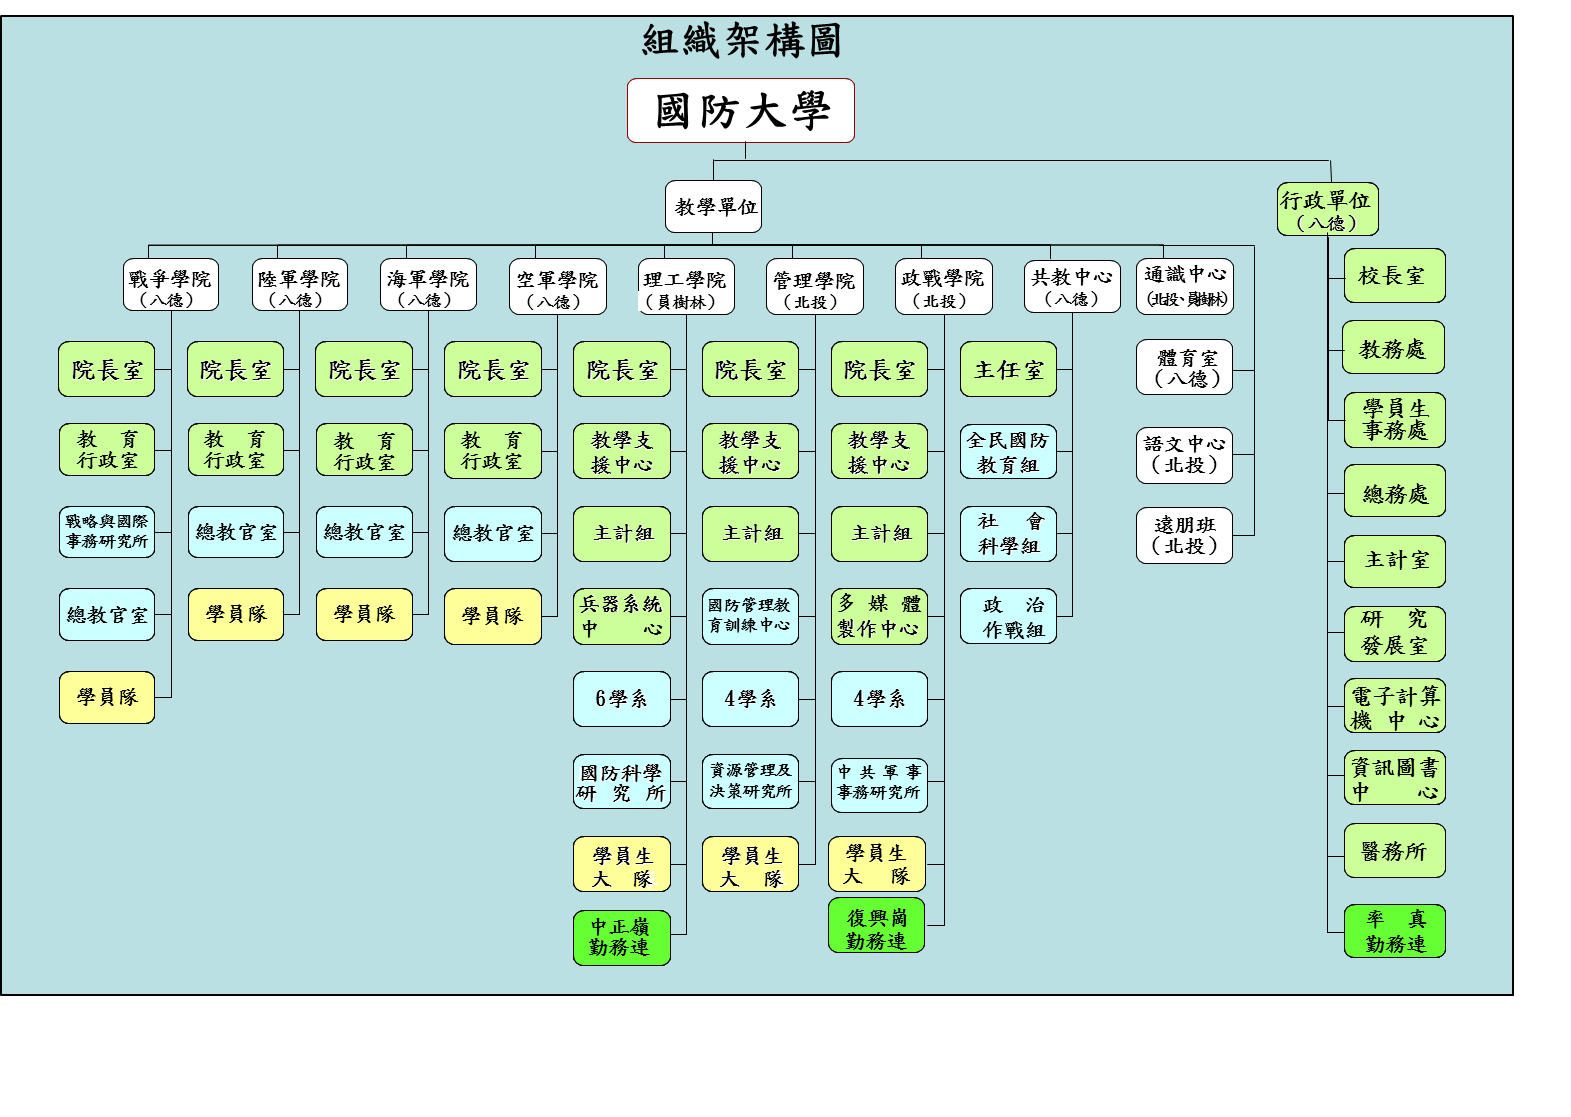 組織架構圖
國防大學
教學單位
行政單位
（八德）
戰爭學院
（八德）
院長室
教　育
行政室
戰略與國際
事務研究所
總教官室
學員隊
陸軍學院
（八德）
院長室
教　育
行政室
總教官室
學員隊
海軍學院
（八德）
院長室
教　育
行政室
總教官室
學員隊
空軍學院
（八德）
院長室
教　育
行政室
總教官室
學員隊
理工學院
（員樹林）
院長室
教學支
援中心
主計組
兵器系統
中　　心
6學系
國防科學
研 究 所
學員生
大　隊
中正嶺
勤務連
管理學院
（北投）
院長室
教學支
援中心
主計組
國防管理教
育訓練中心
4學系
資源管理及
決策研究所
學員生
大　隊
政戰學院
（北投）
院長室
教學支
援中心
主計組
多 媒 體
製作中心
4學系
中 共 軍 事
事務研究所
學員生
大　隊
復興崗
勤務連
共教中心
（八德）
主任室
全民國防
教育組
社　會
科學組
政　治
作戰組
通識中心
（北投、員樹林）
體育室
（八德）
語文中心
（北投）
遠朋班
（北投）
校長室
教務處
學員生
事務處
總務處
主計室
研　究
發展室
電子計算
機 中 心
資訊圖書
中　　心
醫務所
率　真
勤務連